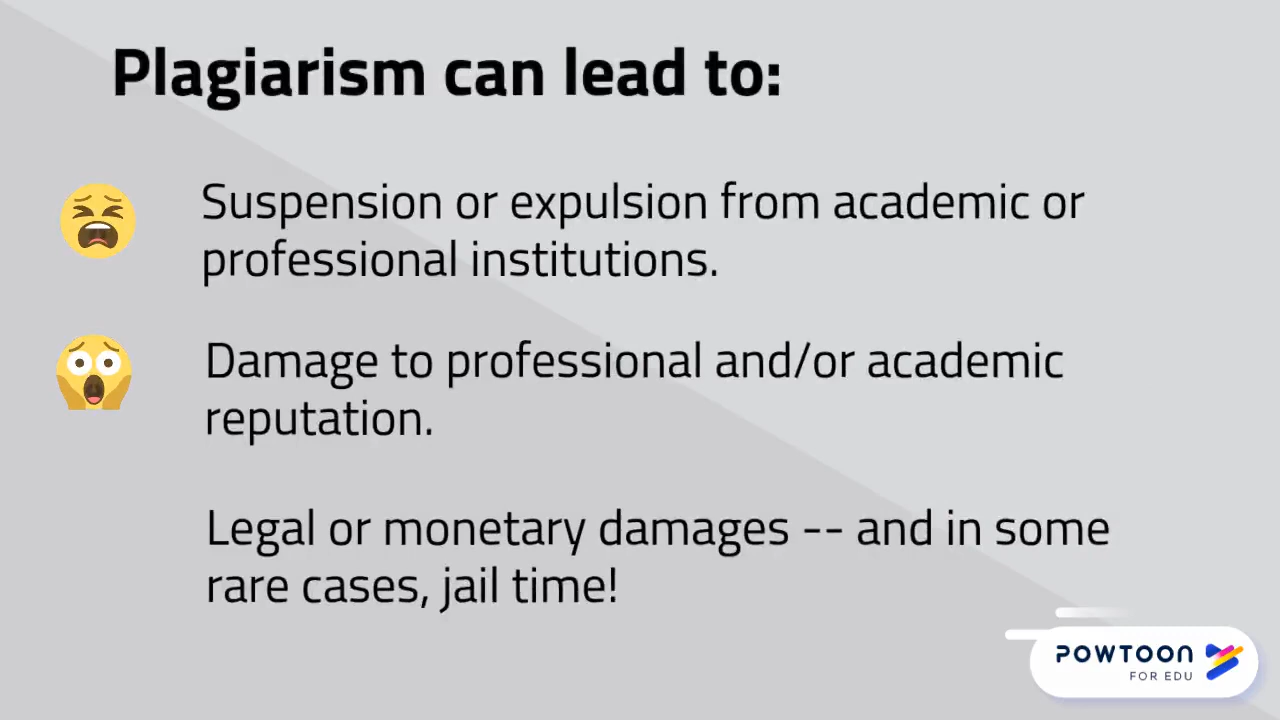 Plagiarism can lead to:
Suspension or expulsion from academic or
professional institutions.
Damage to professional and/or academic
reputation.
Legal or monetary damages -- and in some
rare cases, jail time!
POWTOON
FOR EDU